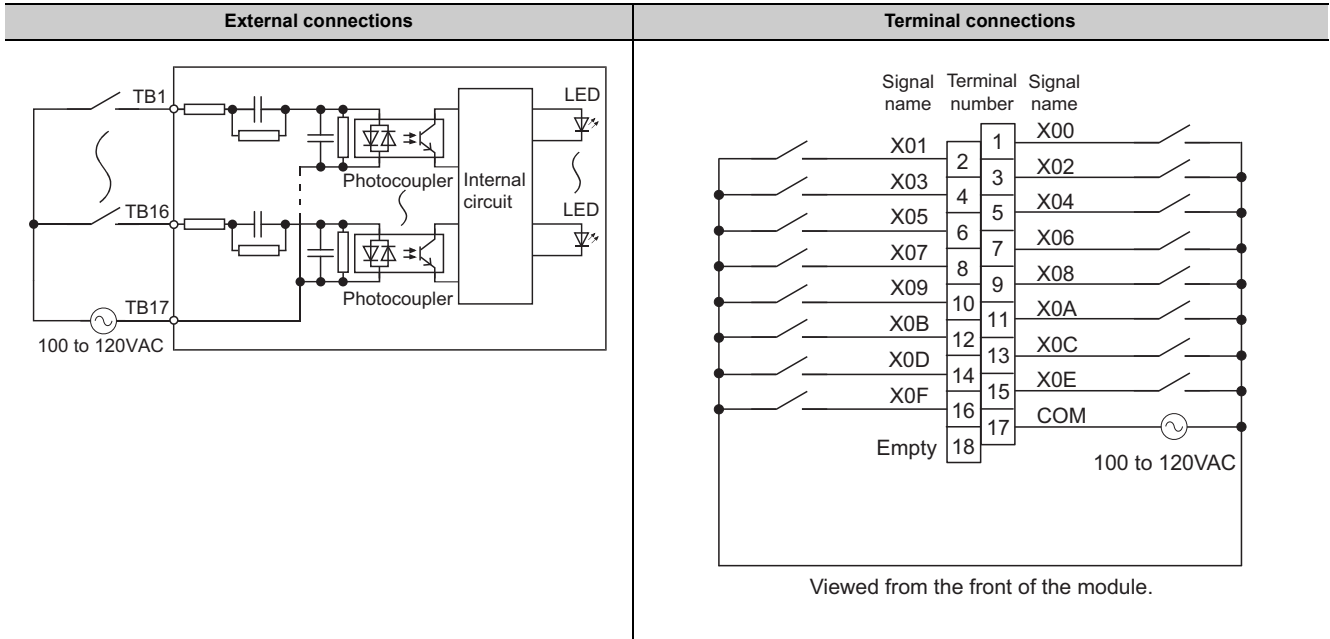 External connections
Terminal connections
TB1
LED
Photocoupler
Internal
circuit
TB16
LED
Photocoupler
TB17
100 to 120VAC
Signal name
Terminal number
Signal name
1
X00
X01
2
3
X02
X03
4
5
X04
X05
6
7
X06
X07
8
9
X08
X09
10
11
X0A
X0B
12
13
X0C
X0D
14
15
X0E
X0F
16
17
COM
Empty
18
100 to 120VAC
Viewed from the front of the module.